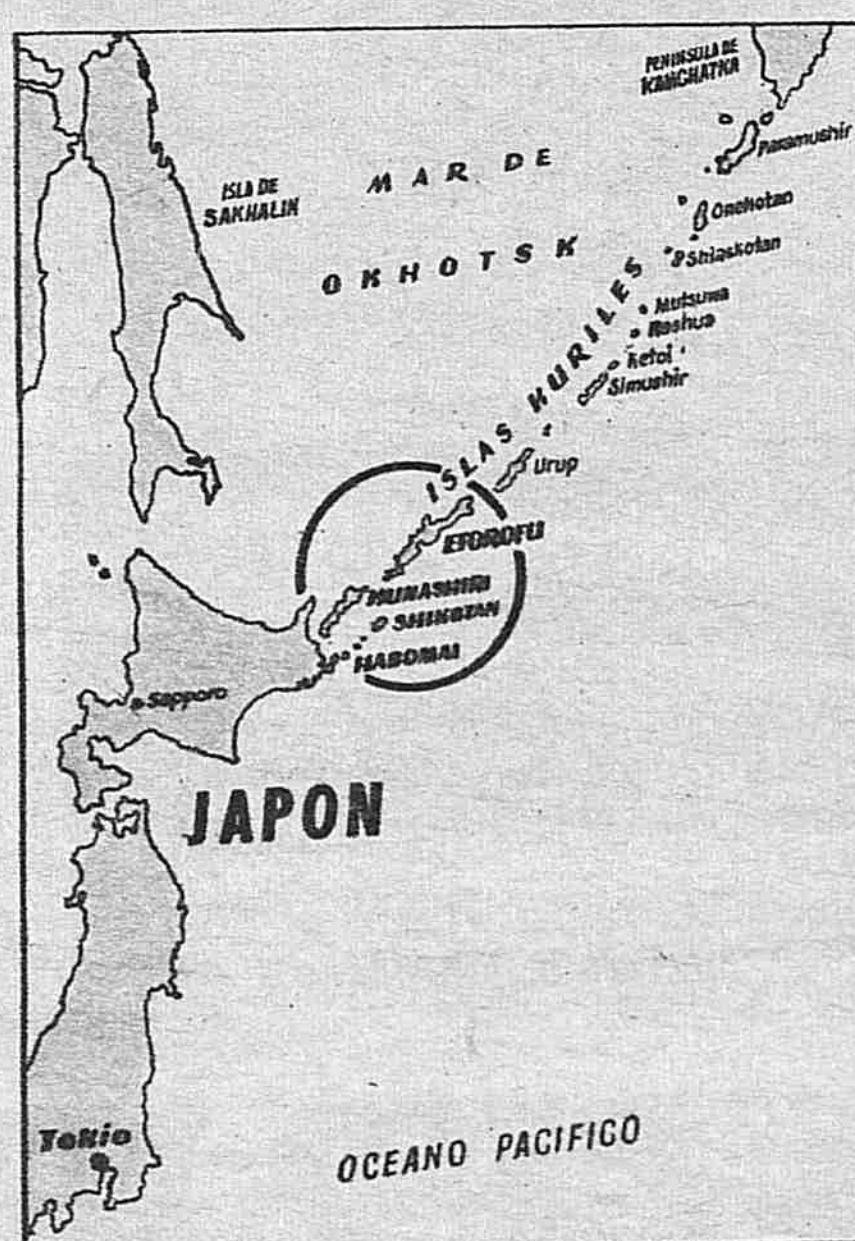 PENINSULA DE
KAMCHATKA
Paramushir
ISLA DE
SAKHALIN
MAR DE
OKHOTSK
Onekotan
Shiaskotan
ISLAS KURILES
Matsuwa
Rashua
Ketoi
Simushir
Urup
ETOROFU
KUNASHIRI
SHIKOTAN
HABOMAI
Sapporo
JAPON
Tokio
OCEANO PACIFICO